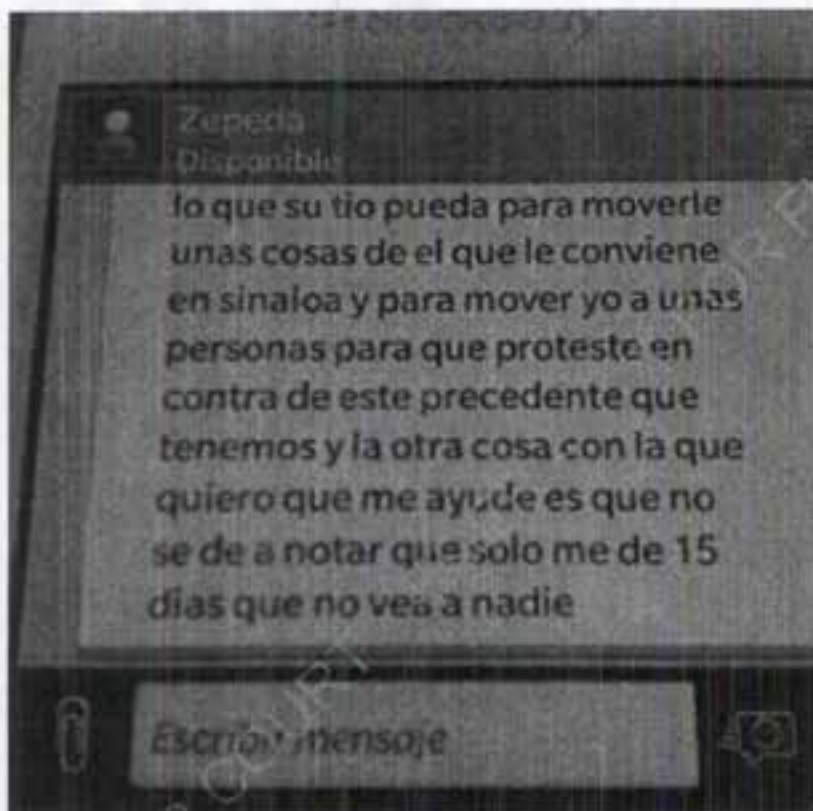 Zepeda
Disponible
lo que su tio pueda para moverle
unas cosas de el que le conviene
en sinaloa y para mover yo a unas
personas para que proteste en
contra de este precedente que
tenemos y la otra cosa con la que
quiero que me ayude es que no
se de a notar que solo me de 15
dias que no vea a nadie
Escribir mensaje
COURT